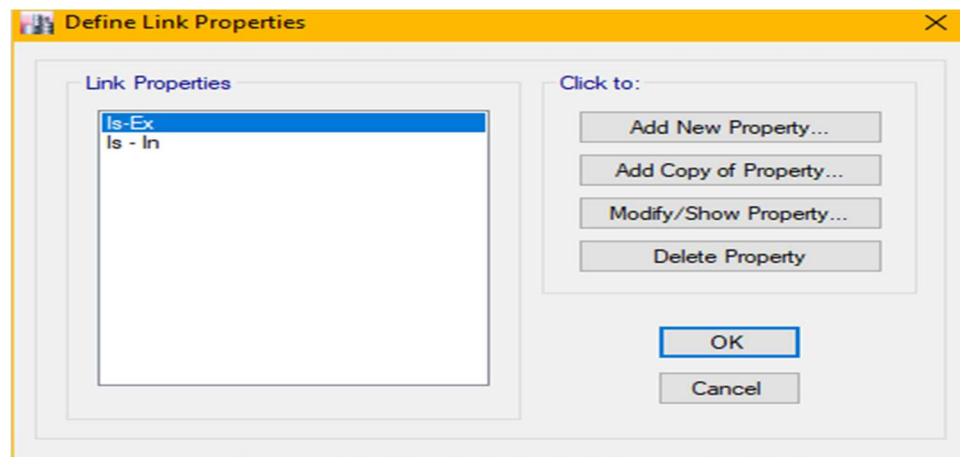 Define Link Properties
Link Properties
Is-Ex
Is - In
Click to:
Add New Property...
Add Copy of Property...
Modify/Show Property...
Delete Property
OK
Cancel